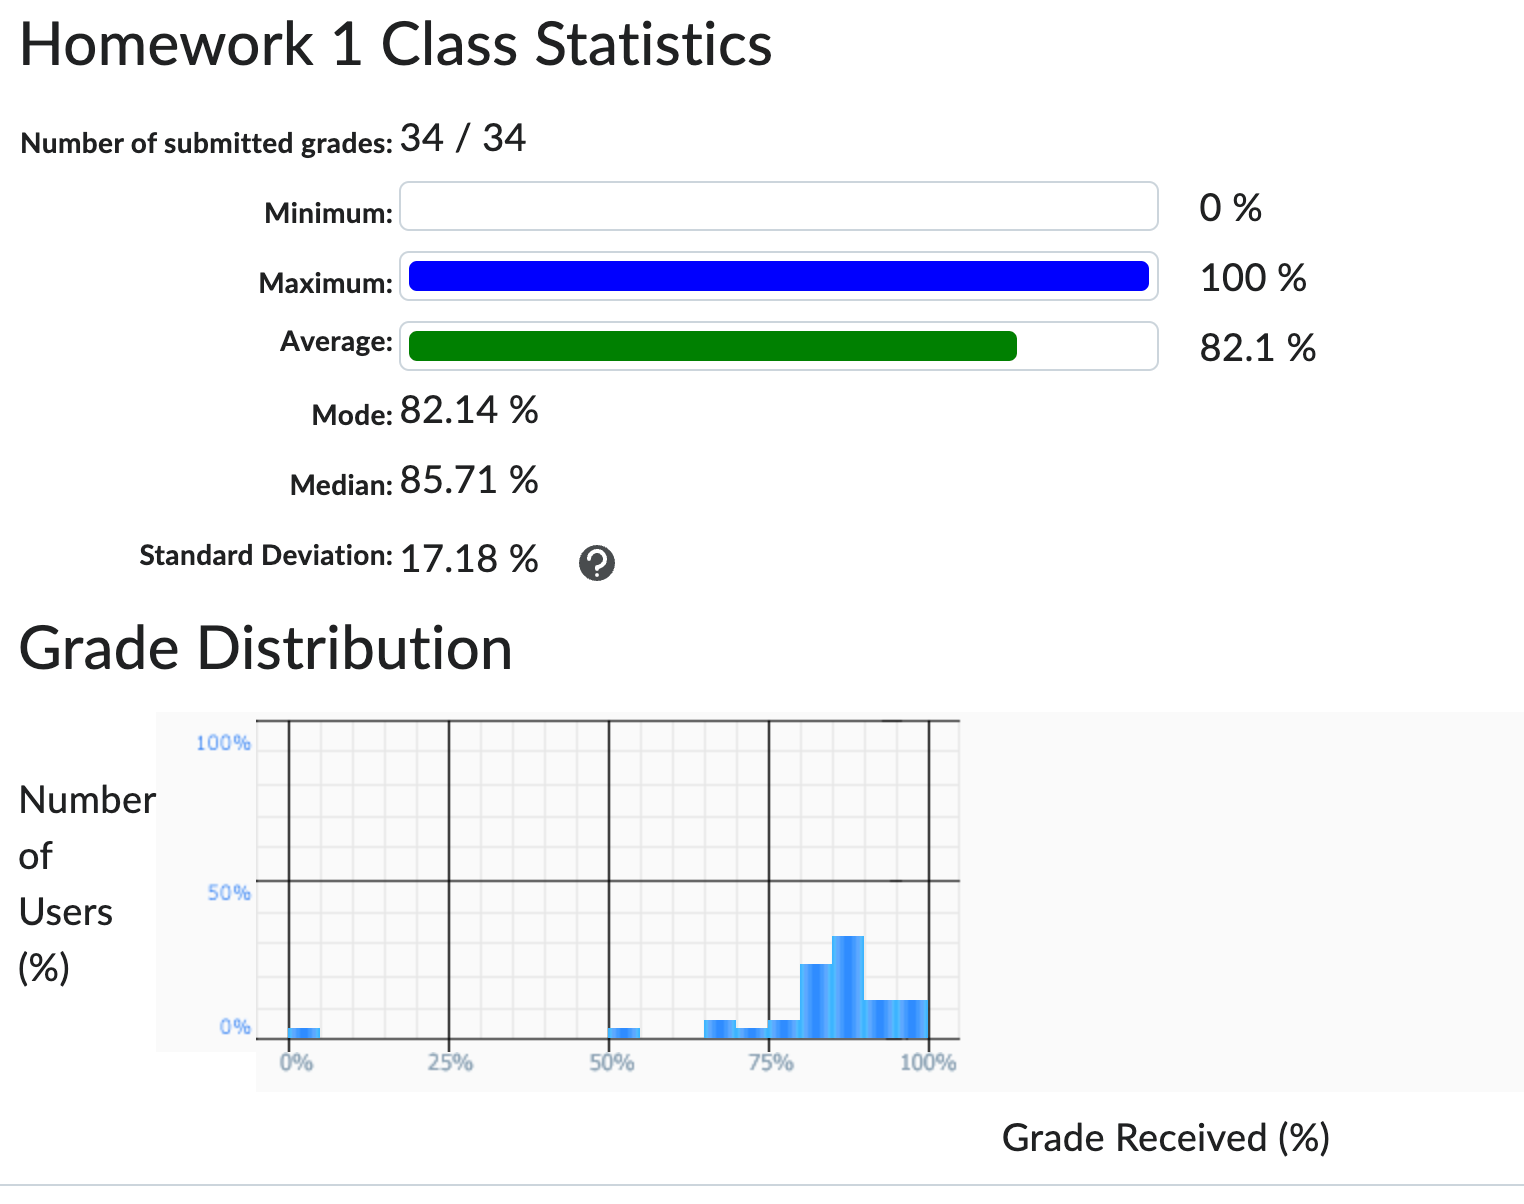 Homework 1 Class Statistics
Number of submitted grades: 34 / 34
Minimum: 0 %
Maximum: 100 %
Average: 82.1 %
Mode: 82.14 %
Median: 85.71 %
Standard Deviation: 17.18 % ?
Grade Distribution
Number
of
Users
(%)
100%
50%
0%
0% 25% 50% 75% 100%
Grade Received (%)